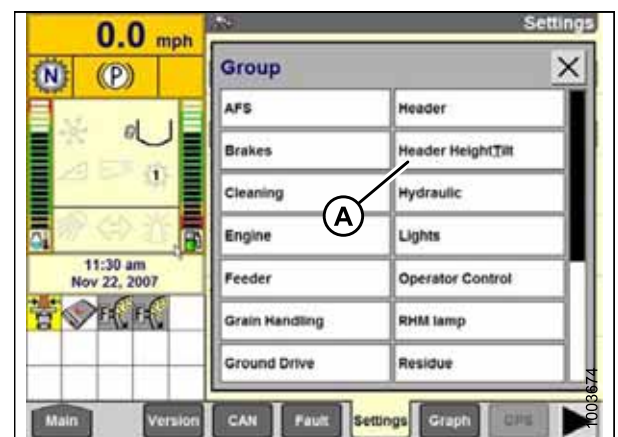 0.0 mph
Settings
N
(P)
Group
X
AFS
Header
Brakes
Header Height\Tilt
Cleaning
Hydraulic
A
Engine
Lights
Feeder
Operator Control
Grain Handling
RHM lamp
Ground Drive
Residue
1
11:30 am
Nov 22, 2007
F
F
Main
Version
CAN
Fault
Settings
Graph
GPS
1003674